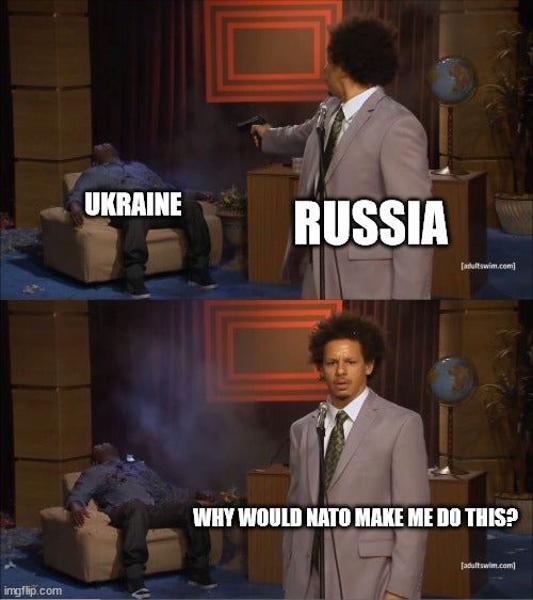 UKRAINE
RUSSIA
[adultswim.com]
WHY WOULD NATO MAKE ME DO THIS?
[adultswim.com]
imgflip.com